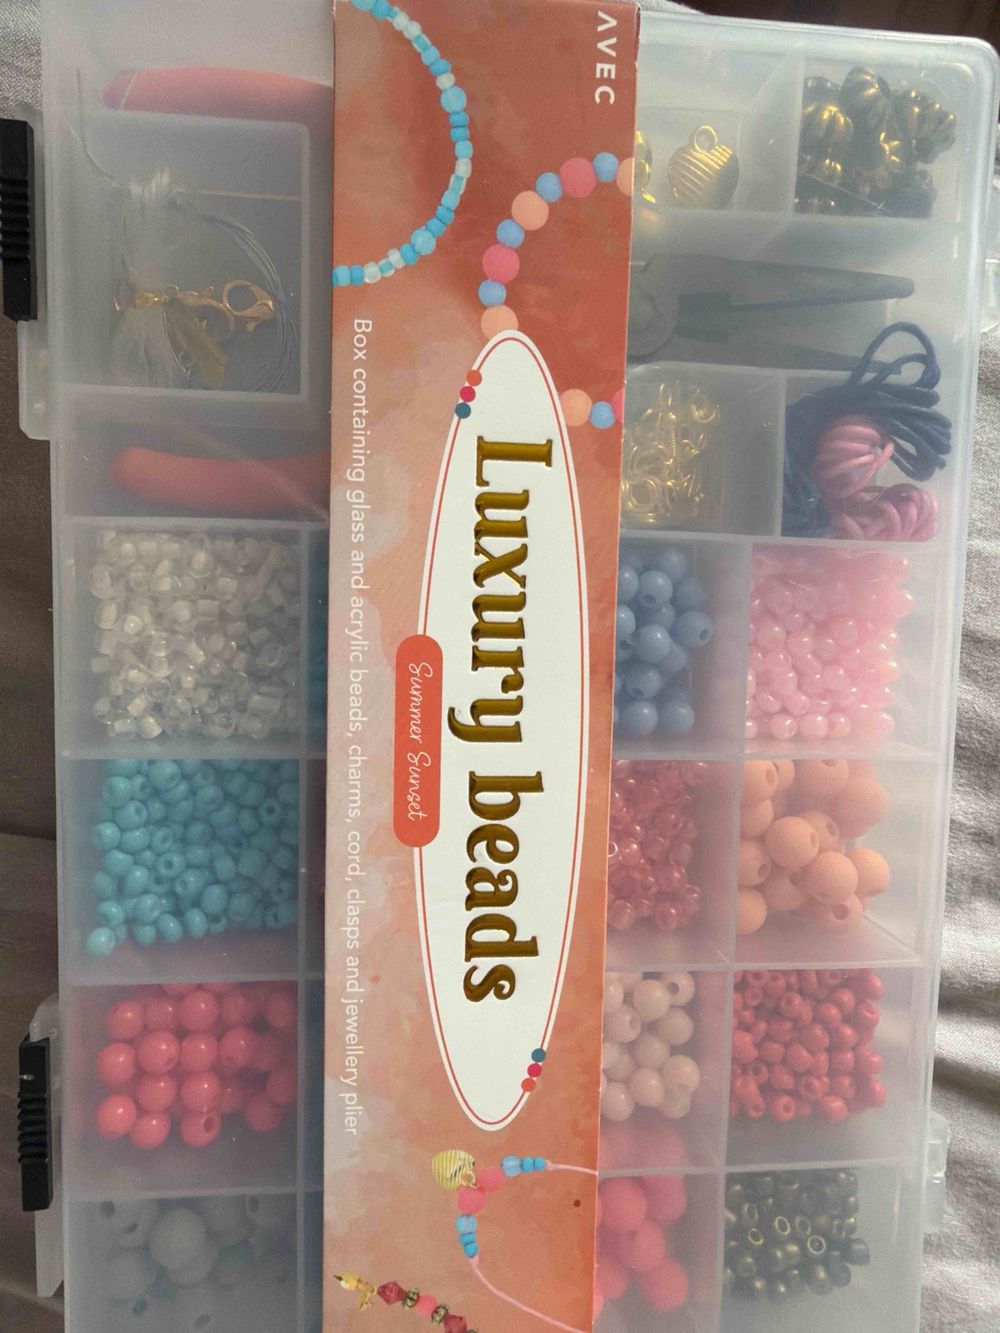 AVEC
Luxury beads
Summer Sunset
Box containing glass and acrylic beads, charms, cord, clasps and jewellery plier